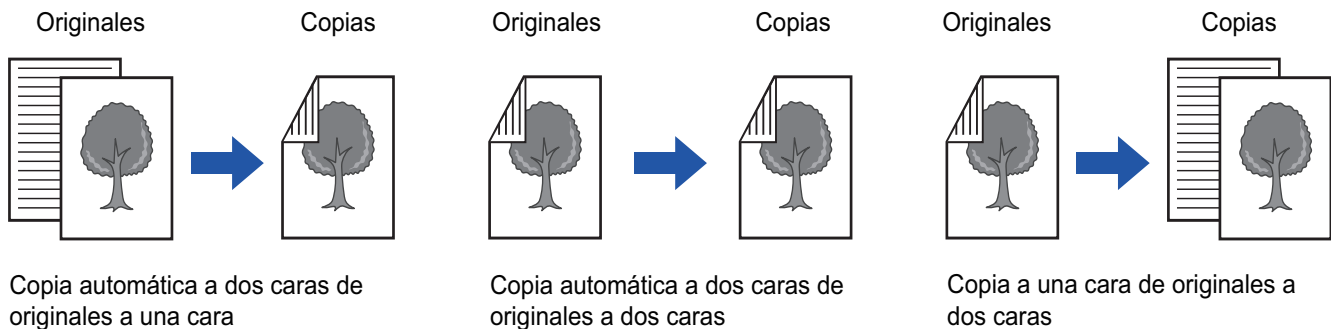 Originales
Copias
Originales
Copias
Originales
Copias
Copia automática a dos caras de
originales a una cara
Copia automática a dos caras de
originales a dos caras
Copia a una cara de originales a
dos caras